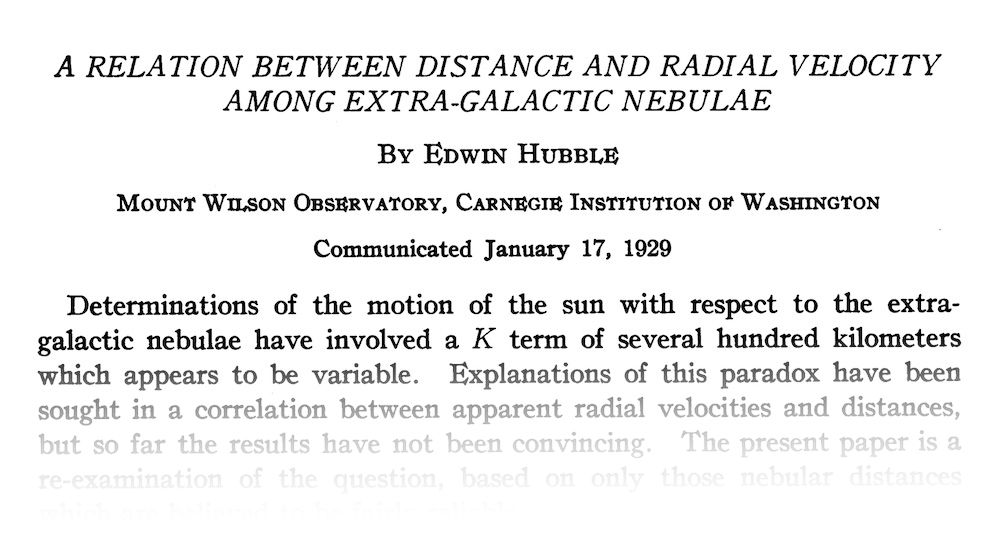 A RELATION BETWEEN DISTANCE AND RADIAL VELOCITY
AMONG EXTRA-GALACTIC NEBULAE
BY EDWIN HUBBLE
MOUNT WILSON OBSERVATORY, CARNEGIE INSTITUTION OF WASHINGTON
Communicated January 17, 1929
Determinations of the motion of the sun with respect to the extra-
galactic nebulae have involved a K term of several hundred kilometers
which appears to be variable. Explanations of this paradox have been
sought in a correlation between apparent radial velocities and distances,
but so far the results have not been convincing. The present paper is a
re-examination of the question, based on only those nebular distances
which are believed to be fairly reliable.